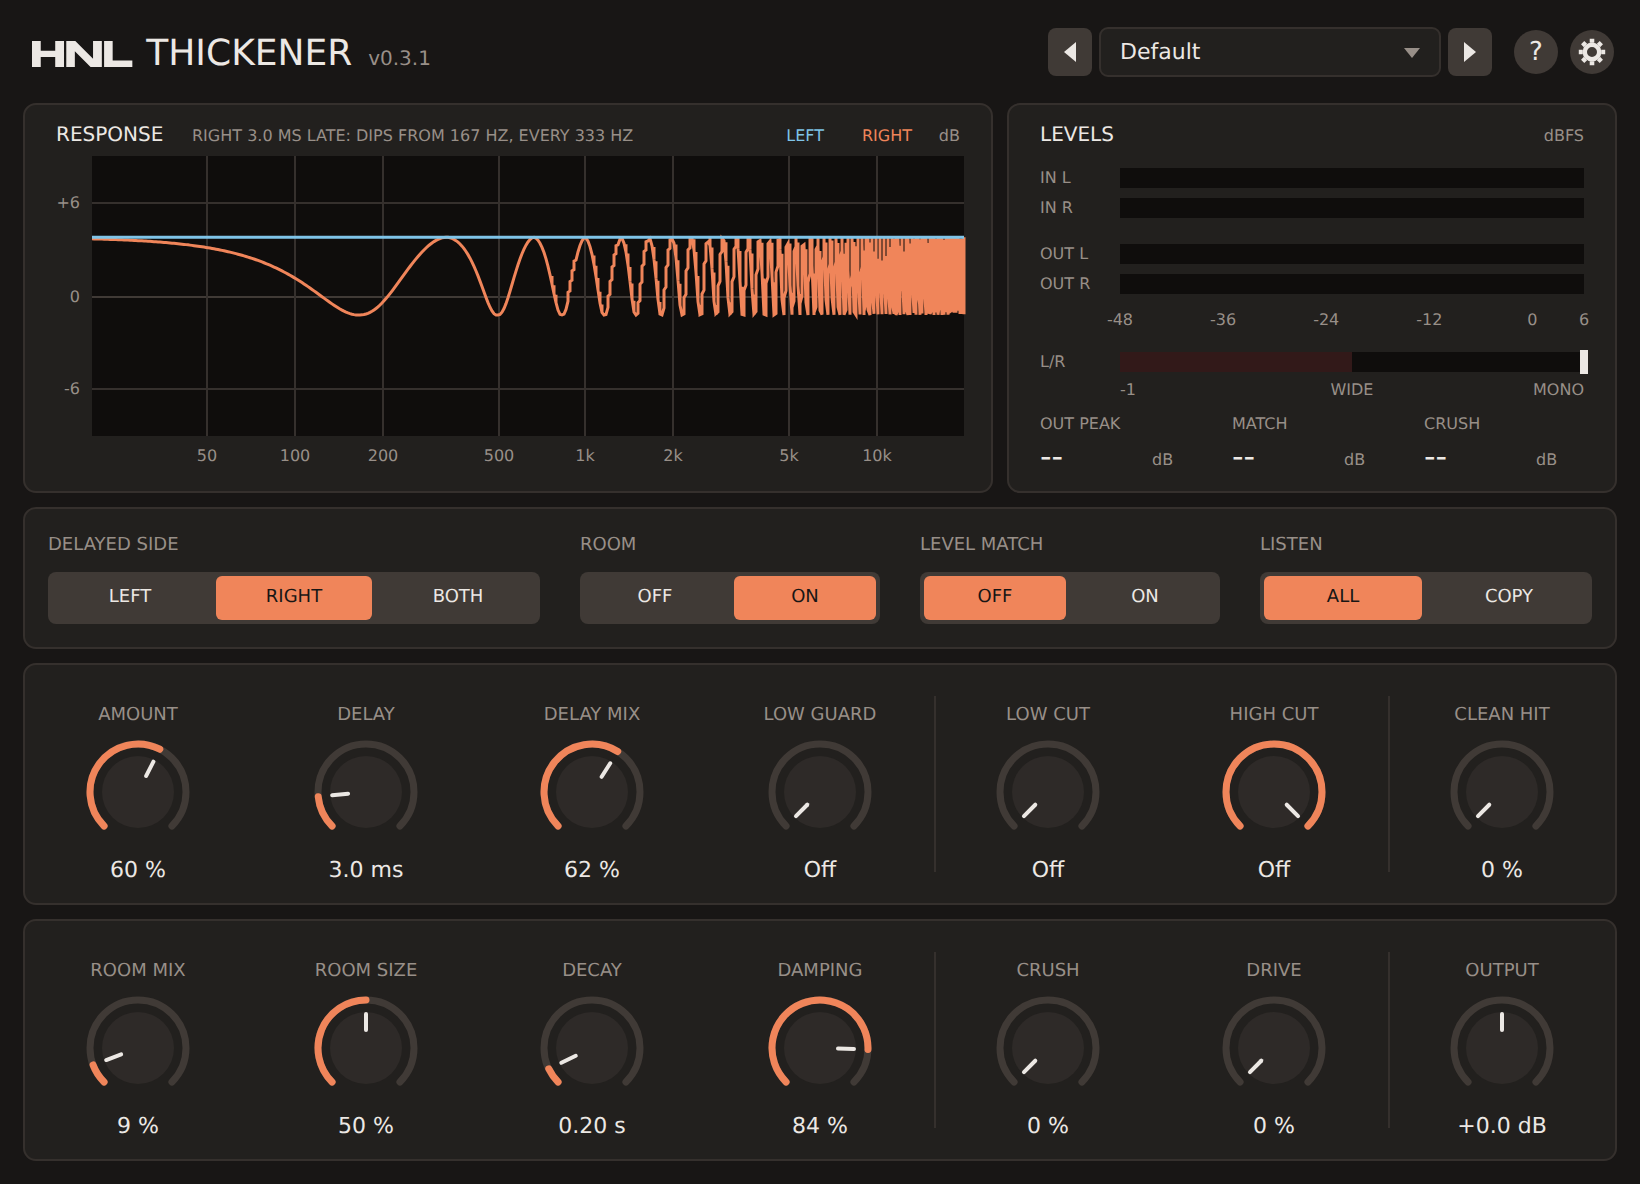 HNL THICKENER v0.3.1
Default
?
RESPONSE RIGHT 3.0 MS LATE: DIPS FROM 167 HZ, EVERY 333 HZ LEFT RIGHT dB
+6
0
-6
50 100 200 500 1k 2k 5k 10k
LEVELS dBFS
IN L
IN R
OUT L
OUT R
-48 -36 -24 -12 0 6
L/R
-1 WIDE MONO
OUT PEAK MATCH CRUSH
-- dB -- dB -- dB
DELAYED SIDE ROOM LEVEL MATCH LISTEN
LEFT RIGHT BOTH OFF ON OFF ON ALL COPY
AMOUNT DELAY DELAY MIX LOW GUARD LOW CUT HIGH CUT CLEAN HIT
60 % 3.0 ms 62 % Off Off Off 0 %
ROOM MIX ROOM SIZE DECAY DAMPING CRUSH DRIVE OUTPUT
9 % 50 % 0.20 s 84 % 0 % 0 % +0.0 dB